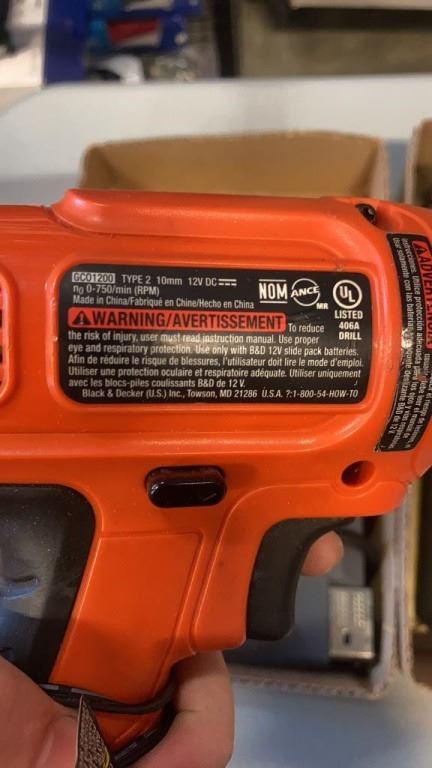 GCO1200 TYPE 2 10mm 12V DC
n0 0-750/min (RPM)
Made in China/Fabriqué en Chine/Hecho en China
NOM ANCE MR
UL
LISTED
406A
DRILL
WARNING/AVERTISSEMENT To reduce
the risk of injury, user must read instruction manual. Use proper
eye and respiratory protection. Use only with B&D 12V slide pack batteries.
Afin de réduire le risque de blessures, l'utilisateur doit lire le mode d'emploi.
Utiliser une protection oculaire et respiratoire adéquate. Utiliser uniquement
avec les blocs-piles coulissants B&D de 12 V.
Black & Decker (U.S.) Inc., Towson, MD 21286 U.S.A. ?:1-800-54-HOW-TO